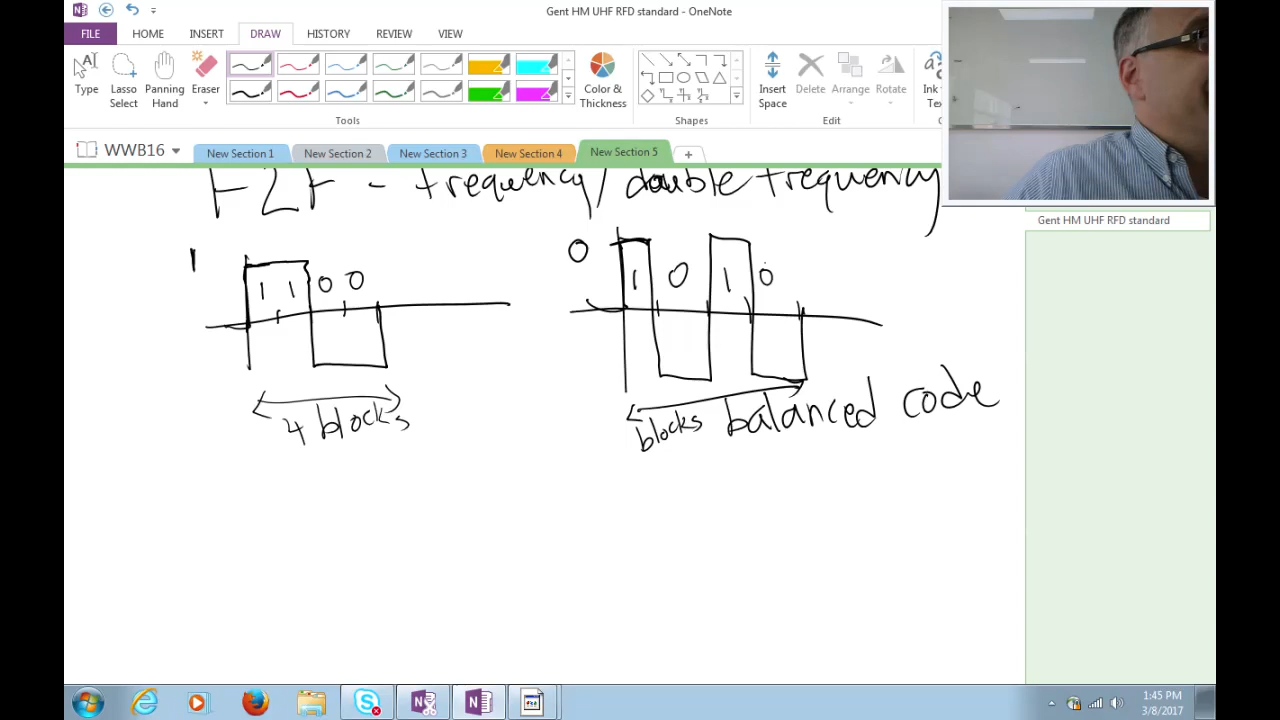 Gent HM UHF RFD standard - OneNote
FILE HOME INSERT DRAW HISTORY REVIEW VIEW
Type Lasso Select Panning Hand Eraser Color & Thickness Insert Space Delete Arrange Rotate Ink to Tex
Tools Shapes Edit
WWB16 New Section 1 New Section 2 New Section 3 New Section 4 New Section 5
Gent HM UHF RFD standard
F2F - frequency/double frequency
1 1 1 0 0
0 1 0 1 0
4 blocks
blocks balanced code
1:45 PM
3/8/2017